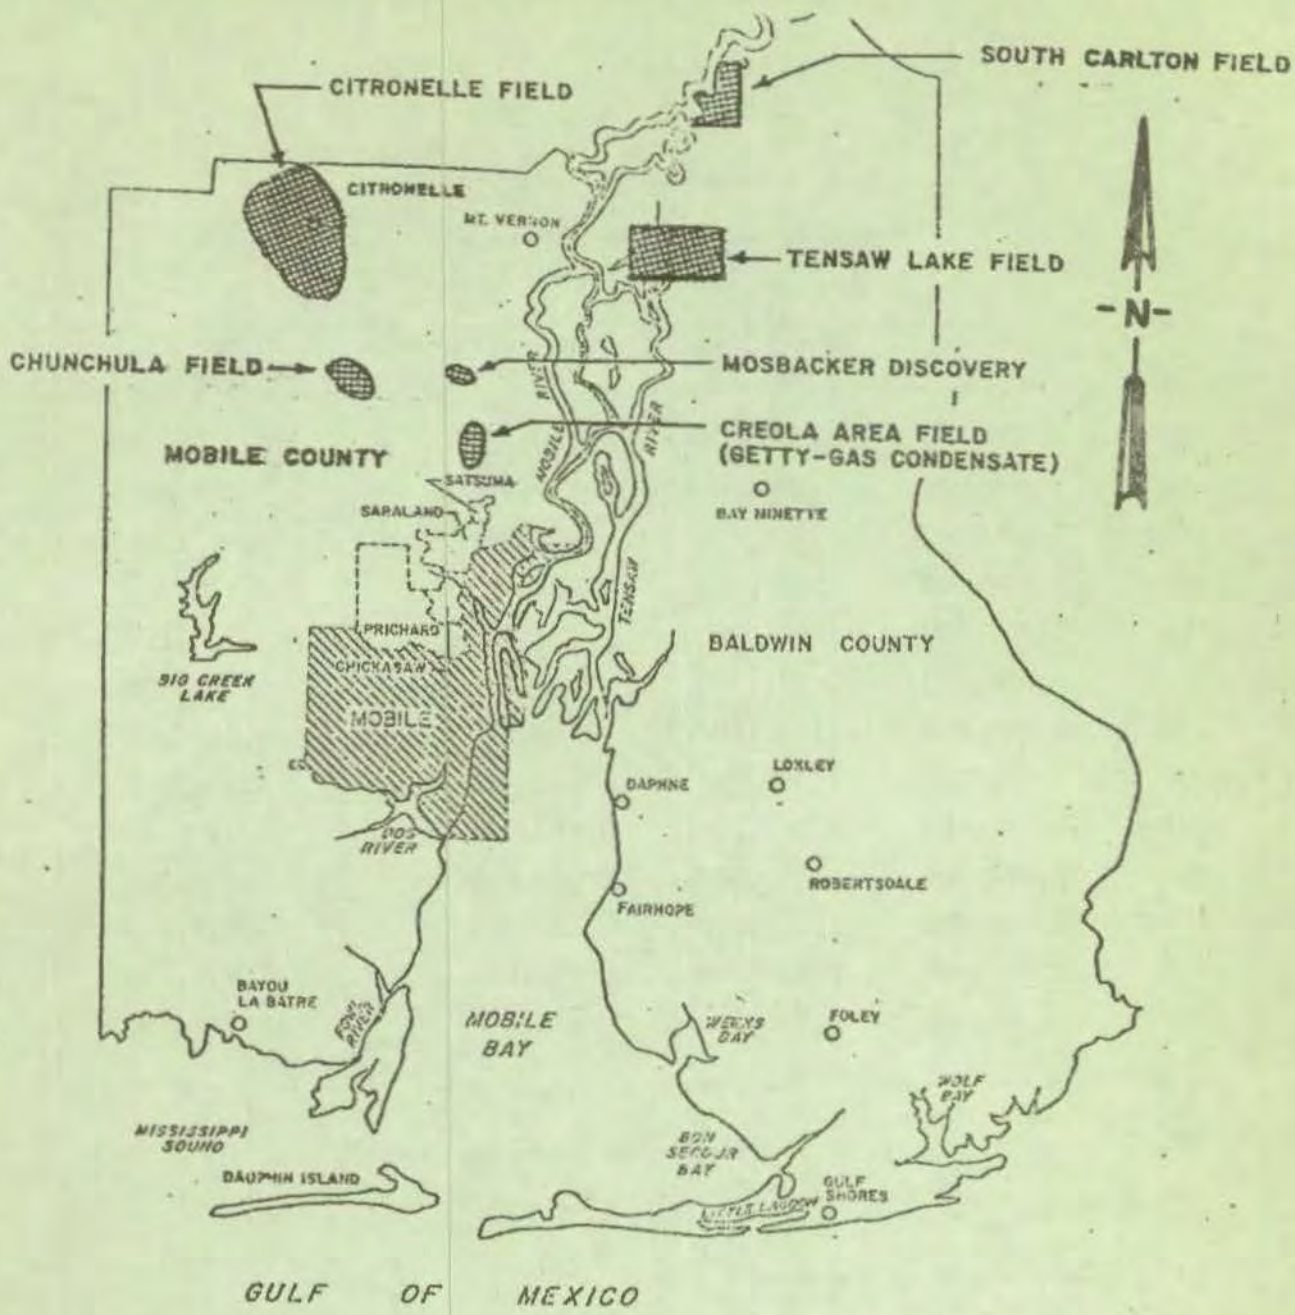 SOUTH CARLTON FIELD
CITRONELLE FIELD
CITRONELLE
MT. VERNON
TENSAW LAKE FIELD
-N-
CHUNCHULA FIELD
MOSBACKER DISCOVERY
MOBILE RIVER
RIVER
CREOLA AREA FIELD
(GETTY-GAS CONDENSATE)
MOBILE COUNTY
SATSUMA
SARALAND
BAY MINETTE
TENSAW
PRICHARD
BALDWIN COUNTY
CHICKASAW
BIG CREEK
LAKE
MOBILE
LOXLEY
DAPHNE
DOG
RIVER
ROBERTSDALE
FAIRHOPE
BAYOU
LA BATRE
FOWL
RIVER
MOBILE
BAY
WEEKS
BAY
FOLEY
WOLF
BAY
MISSISSIPPI
SOUND
BON
SECOUR
BAY
DAUPHIN ISLAND
GULF
SHORES
LITTLE LAGOON
GULF OF MEXICO